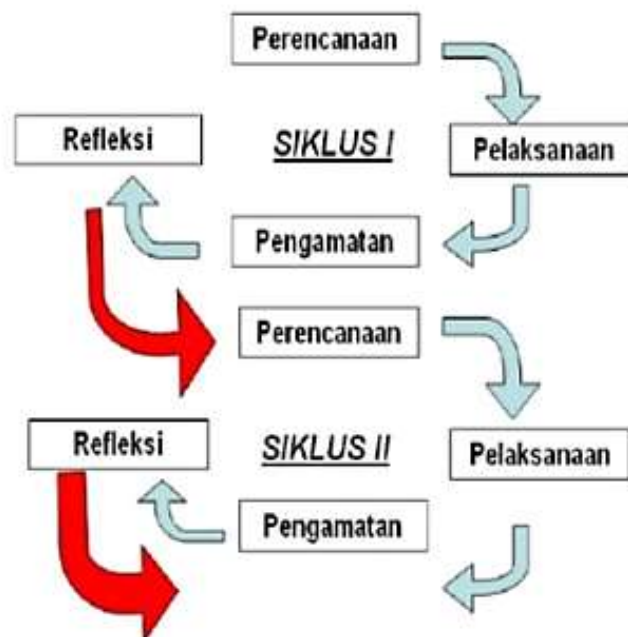 Perencanaan
Refleksi
SIKLUS I
Pelaksanaan
Pengamatan
Perencanaan
Refleksi
SIKLUS II
Pelaksanaan
Pengamatan